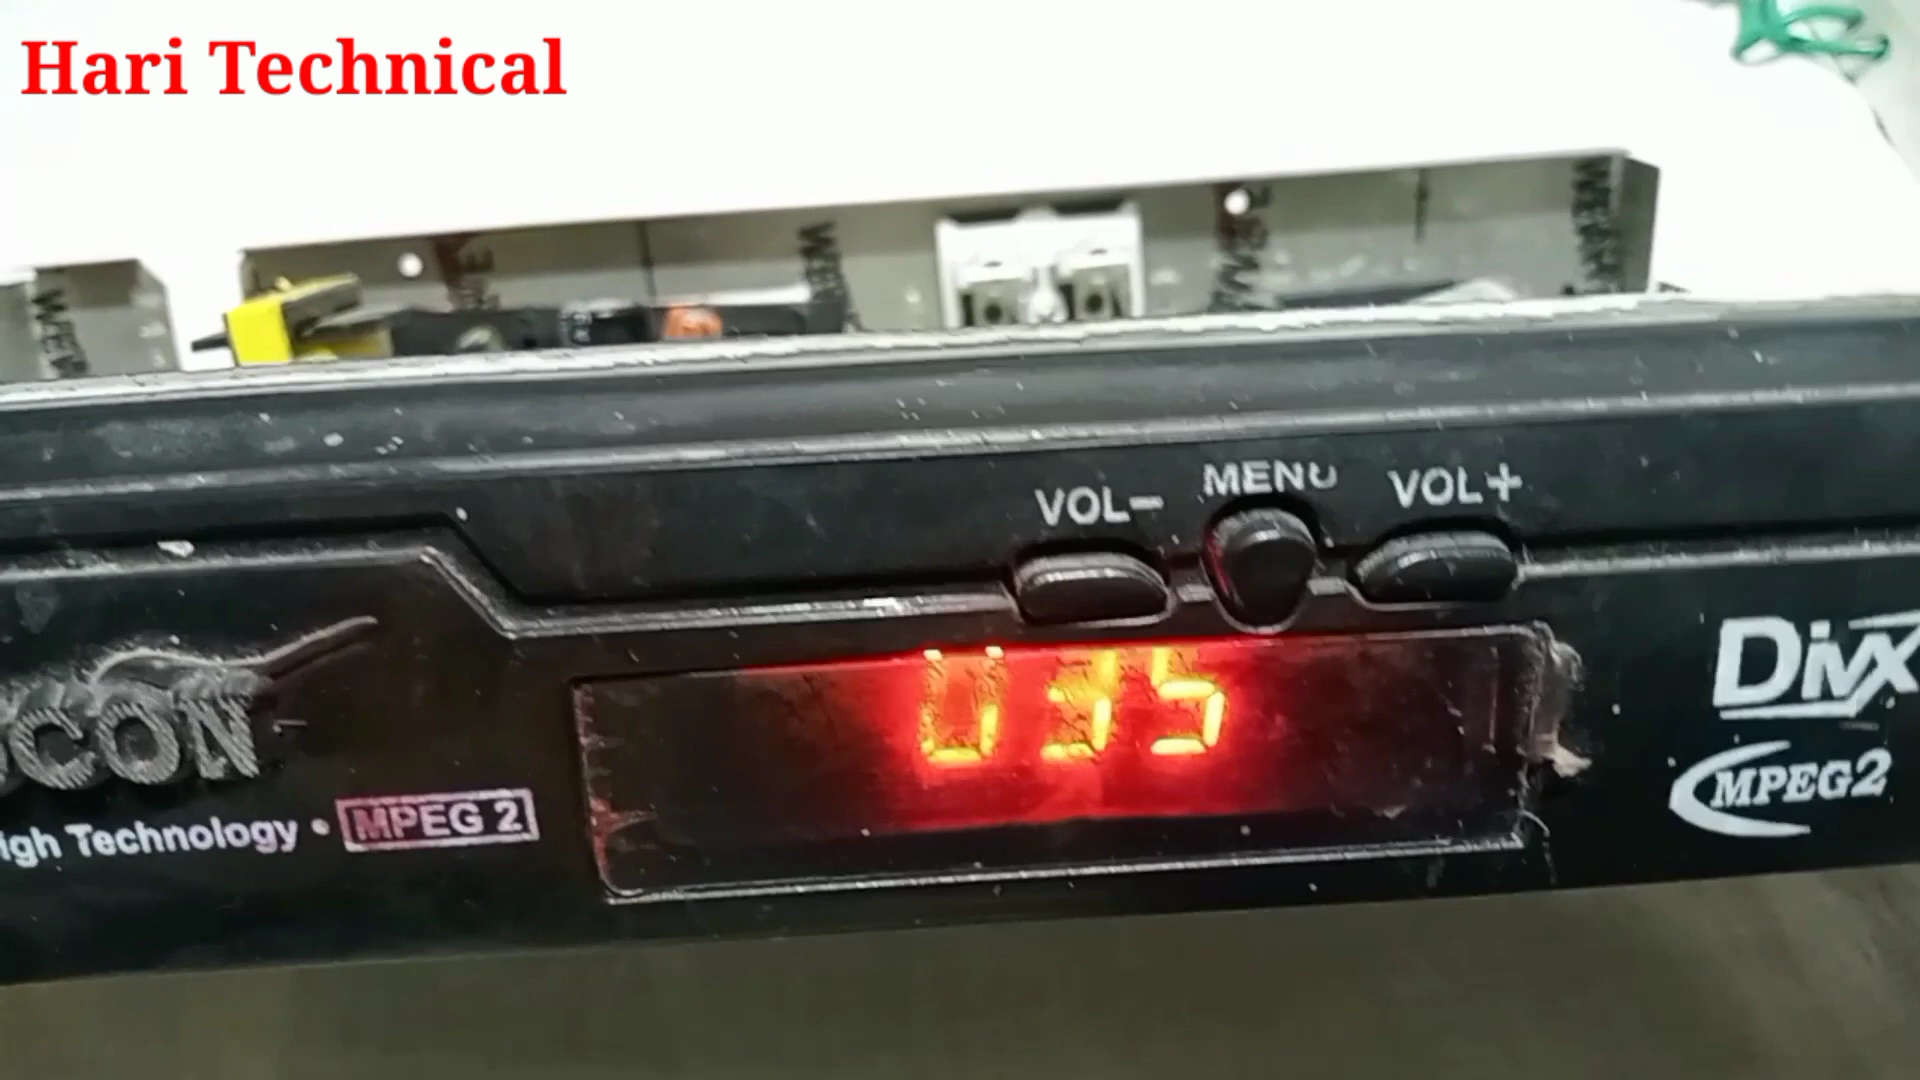 Hari Technical
VOL- MENU VOL+
U35
CON
igh Technology • MPEG 2
DivX
MPEG2